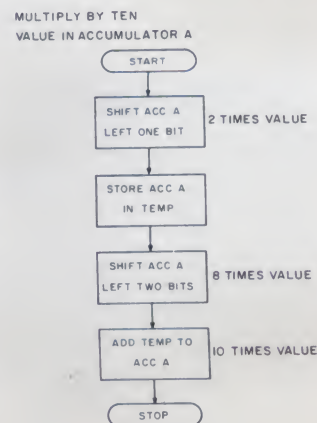 MULTIPLY BY TEN
VALUE IN ACCUMULATOR A
START
SHIFT ACC A
LEFT ONE BIT
2 TIMES VALUE
STORE ACC A
IN TEMP
SHIFT ACC A
LEFT TWO BITS
8 TIMES VALUE
ADD TEMP TO
ACC A
10 TIMES VALUE
STOP